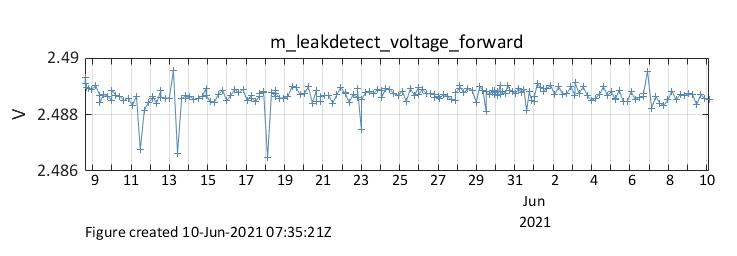 m_leakdetect_voltage_forward
2.49
2.488
2.486
V
9 11 13 15 17 19 21 23 25 27 29 31 2 4 6 8 10
Jun
2021
Figure created 10-Jun-2021 07:35:21Z